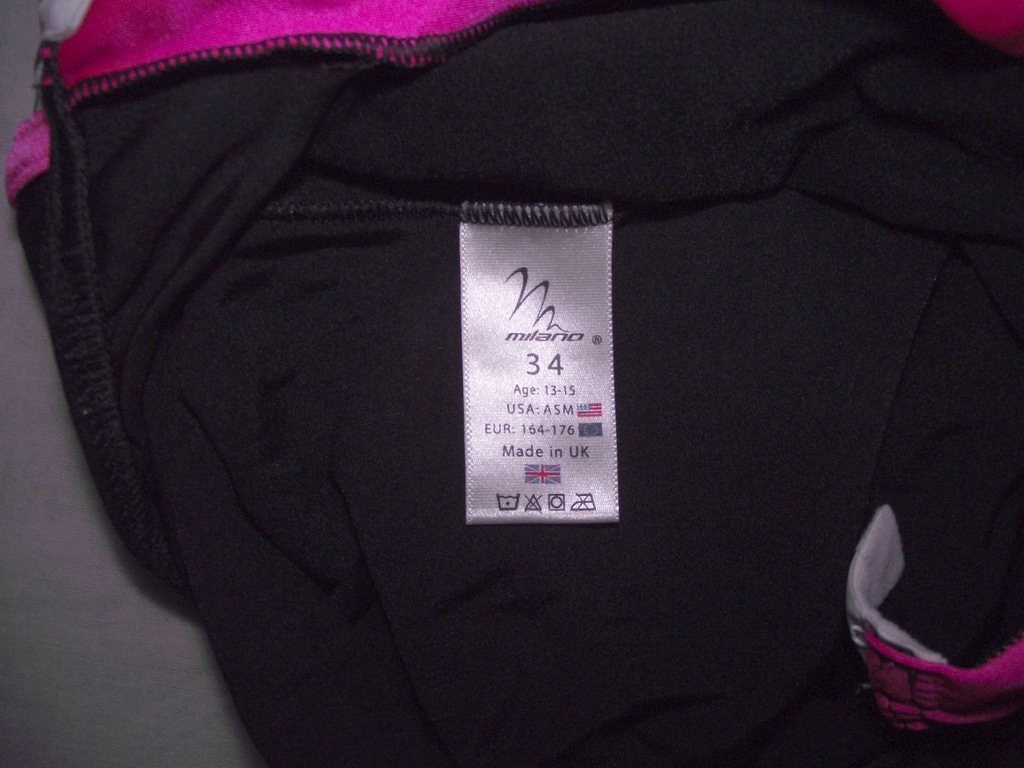 milano ®
34
Age: 13-15
USA: ASM
EUR: 164-176
Made in UK